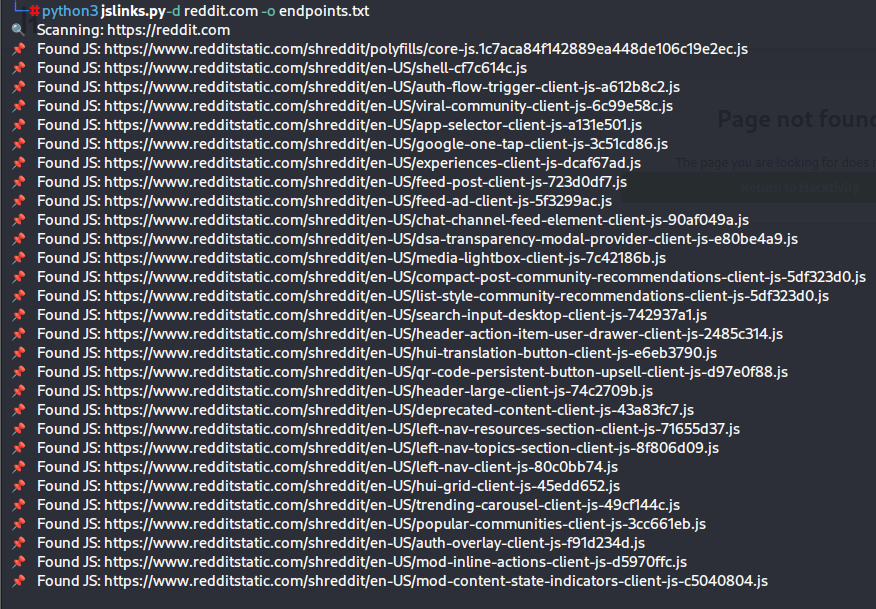 #python3 jslinks.py -d reddit.com -o endpoints.txt
Scanning: https://reddit.com
Found JS: https://www.redditstatic.com/shreddit/polyfills/core-js.1c7aca84f142889ea448de106c19e2ec.js
Found JS: https://www.redditstatic.com/shreddit/en-US/shell-cf7c614c.js
Found JS: https://www.redditstatic.com/shreddit/en-US/auth-flow-trigger-client-js-a612b8c2.js
Found JS: https://www.redditstatic.com/shreddit/en-US/viral-community-client-js-6c99e58c.js
Found JS: https://www.redditstatic.com/shreddit/en-US/app-selector-client-js-a131e501.js
Found JS: https://www.redditstatic.com/shreddit/en-US/google-one-tap-client-js-3c51cd86.js
Found JS: https://www.redditstatic.com/shreddit/en-US/experiences-client-js-dcaf67ad.js
Found JS: https://www.redditstatic.com/shreddit/en-US/feed-post-client-js-723d0df7.js
Found JS: https://www.redditstatic.com/shreddit/en-US/feed-ad-client-js-5f3299ac.js
Found JS: https://www.redditstatic.com/shreddit/en-US/chat-channel-feed-element-client-js-90af049a.js
Found JS: https://www.redditstatic.com/shreddit/en-US/dsa-transparency-modal-provider-client-js-e80be4a9.js
Found JS: https://www.redditstatic.com/shreddit/en-US/media-lightbox-client-js-7c42186b.js
Found JS: https://www.redditstatic.com/shreddit/en-US/compact-post-community-recommendations-client-js-5df323d0.js
Found JS: https://www.redditstatic.com/shreddit/en-US/list-style-community-recommendations-client-js-5df323d0.js
Found JS: https://www.redditstatic.com/shreddit/en-US/search-input-desktop-client-js-742937a1.js
Found JS: https://www.redditstatic.com/shreddit/en-US/header-action-item-user-drawer-client-js-2485c314.js
Found JS: https://www.redditstatic.com/shreddit/en-US/hui-translation-button-client-js-e6eb3790.js
Found JS: https://www.redditstatic.com/shreddit/en-US/qr-code-persistent-button-upsell-client-js-d97e0f88.js
Found JS: https://www.redditstatic.com/shreddit/en-US/header-large-client-js-74c2709b.js
Found JS: https://www.redditstatic.com/shreddit/en-US/deprecated-content-client-js-43a83fc7.js
Found JS: https://www.redditstatic.com/shreddit/en-US/left-nav-resources-section-client-js-71655d37.js
Found JS: https://www.redditstatic.com/shreddit/en-US/left-nav-topics-section-client-js-8f806d09.js
Found JS: https://www.redditstatic.com/shreddit/en-US/left-nav-client-js-80c0bb74.js
Found JS: https://www.redditstatic.com/shreddit/en-US/hui-grid-client-js-45edd652.js
Found JS: https://www.redditstatic.com/shreddit/en-US/trending-carousel-client-js-49cf144c.js
Found JS: https://www.redditstatic.com/shreddit/en-US/popular-communities-client-js-3cc661eb.js
Found JS: https://www.redditstatic.com/shreddit/en-US/auth-overlay-client-js-f91d234d.js
Found JS: https://www.redditstatic.com/shreddit/en-US/mod-inline-actions-client-js-d5970ffc.js
Found JS: https://www.redditstatic.com/shreddit/en-US/mod-content-state-indicators-client-js-c5040804.js
Page not found
The page you are looking for does